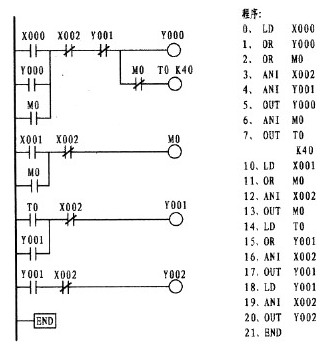 X000 X002 Y001 Y000
Y000 M0 T0 K40
M0
X001 X002 M0
M0
T0 X002 Y001
Y001
Y001 X002 Y002
END
程序:
0、LD X000
1、OR Y000
2、OR M0
3、ANI X002
4、ANI Y001
5、OUT Y000
6、ANI M0
7、OUT T0
K40
10、LD X001
11、OR M0
12、ANI X002
13、OUT M0
14、LD T0
15、OR Y001
16、ANI X002
17、OUT Y001
18、LD Y001
19、ANI X002
20、OUT Y002
21、END